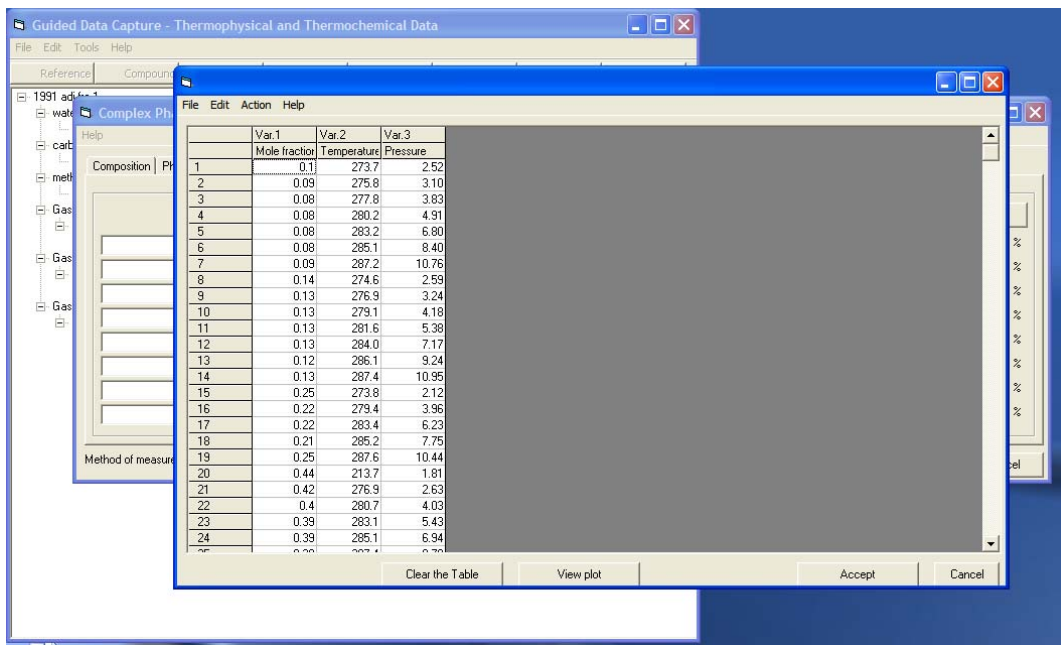 Guided Data Capture - Thermophysical and Thermochemical Data
File Edit Tools Help
Reference Compound
1991
Complex
Help
Composition
File Edit Action Help
Var.1 Var.2 Var.3
Mole fraction Temperature Pressure
1 0.1 273.7 2.52
2 0.09 275.8 3.10
3 0.08 277.8 3.83
4 0.08 280.2 4.91
5 0.08 283.2 6.80
6 0.08 285.1 8.40
7 0.09 287.2 10.76
8 0.14 274.6 2.59
9 0.13 276.9 3.24
10 0.13 279.1 4.18
11 0.13 281.6 5.38
12 0.13 284.0 7.17
13 0.12 286.1 9.24
14 0.13 287.4 10.95
15 0.25 273.8 2.12
16 0.22 279.4 3.96
17 0.22 283.4 6.23
18 0.21 285.2 7.75
19 0.25 287.6 10.44
20 0.44 213.7 1.81
21 0.42 276.9 2.63
22 0.4 280.7 4.03
23 0.39 283.1 5.43
24 0.39 285.1 6.94
Gas
Gas
Gas
%
%
%
%
%
%
%
%
Method of
Clear the Table View plot Accept Cancel